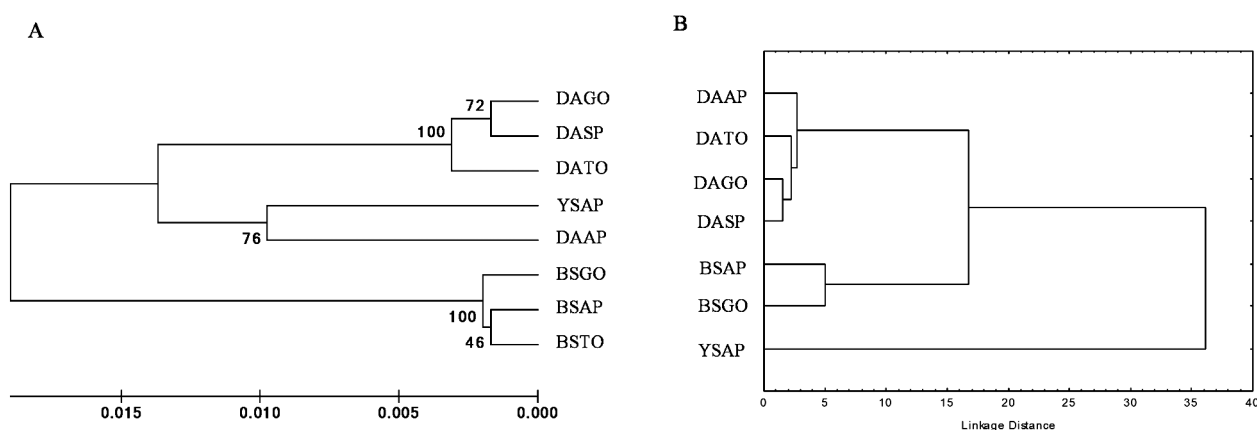 A
72
DAGO
100
DASP
DATO
YSAP
76
DAAP
BSGO
100
BSAP
46
BSTO
0.015 0.010 0.005 0.000
B
DAAP
DATO
DAGO
DASP
BSAP
BSGO
YSAP
0 5 10 15 20 25 30 35 40
Linkage Distance